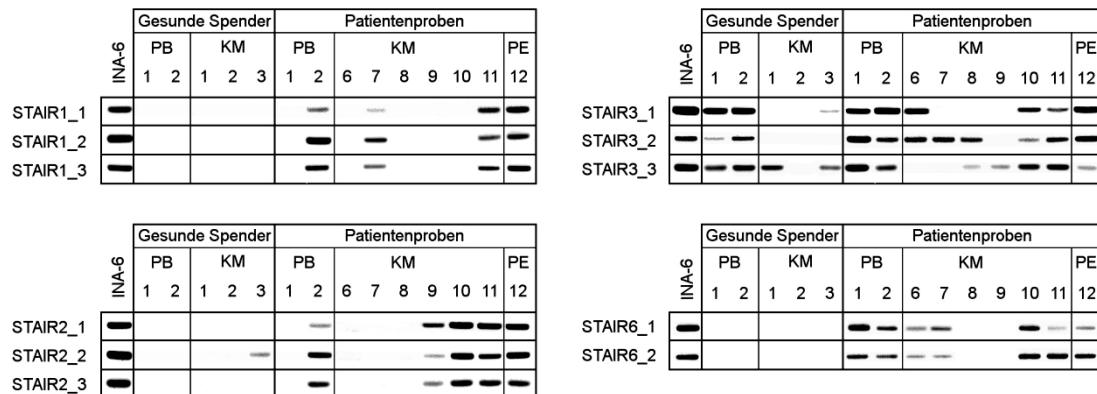 Gesunde Spender Patientenproben
INA-6 PB KM PB KM PE
1 2 1 2 3 1 2 6 7 8 9 10 11 12
STAIR1_1
STAIR1_2
STAIR1_3
Gesunde Spender Patientenproben
INA-6 PB KM PB KM PE
1 2 1 2 3 1 2 6 7 8 9 10 11 12
STAIR3_1
STAIR3_2
STAIR3_3
Gesunde Spender Patientenproben
INA-6 PB KM PB KM PE
1 2 1 2 3 1 2 6 7 8 9 10 11 12
STAIR2_1
STAIR2_2
STAIR2_3
Gesunde Spender Patientenproben
INA-6 PB KM PB KM PE
1 2 1 2 3 1 2 6 7 8 9 10 11 12
STAIR6_1
STAIR6_2